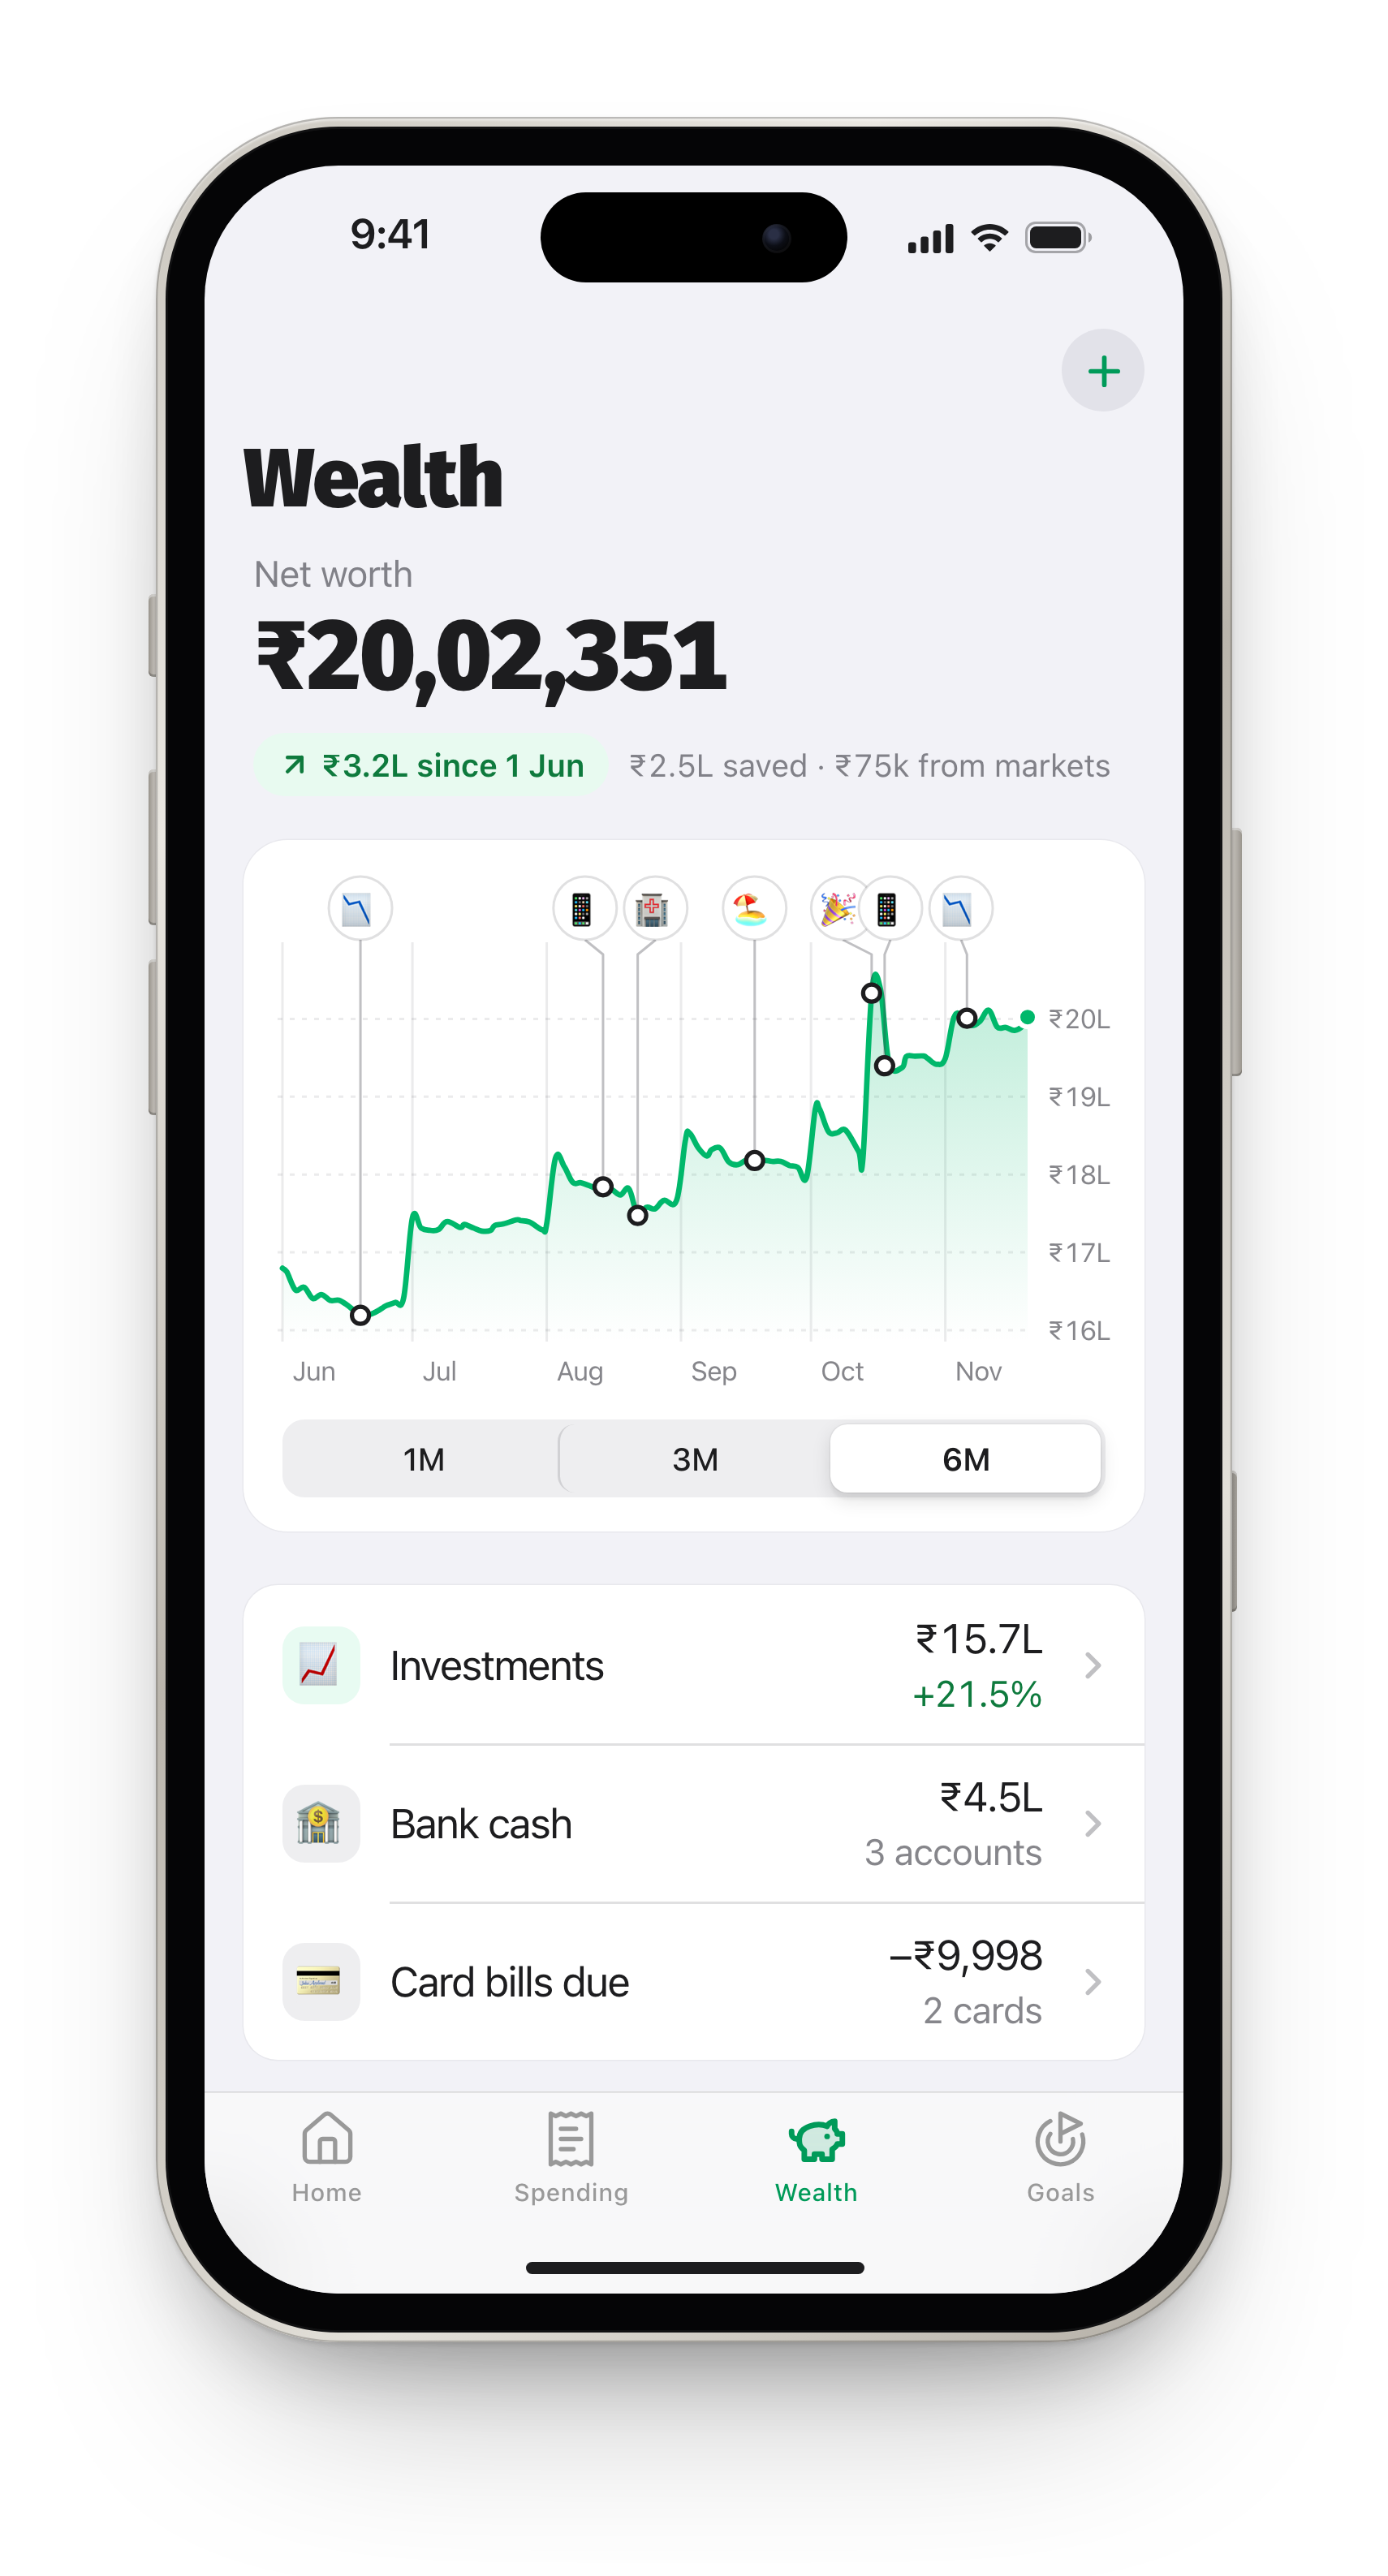 9:41
Wealth
Net worth
₹20,02,351
₹3.2L since 1 Jun ₹2.5L saved · ₹75k from markets
₹20L
₹19L
₹18L
₹17L
₹16L
Jun Jul Aug Sep Oct Nov
1M 3M 6M
Investments ₹15.7L
+21.5%
Bank cash ₹4.5L
3 accounts
Card bills due –₹9,998
2 cards
Home Spending Wealth Goals